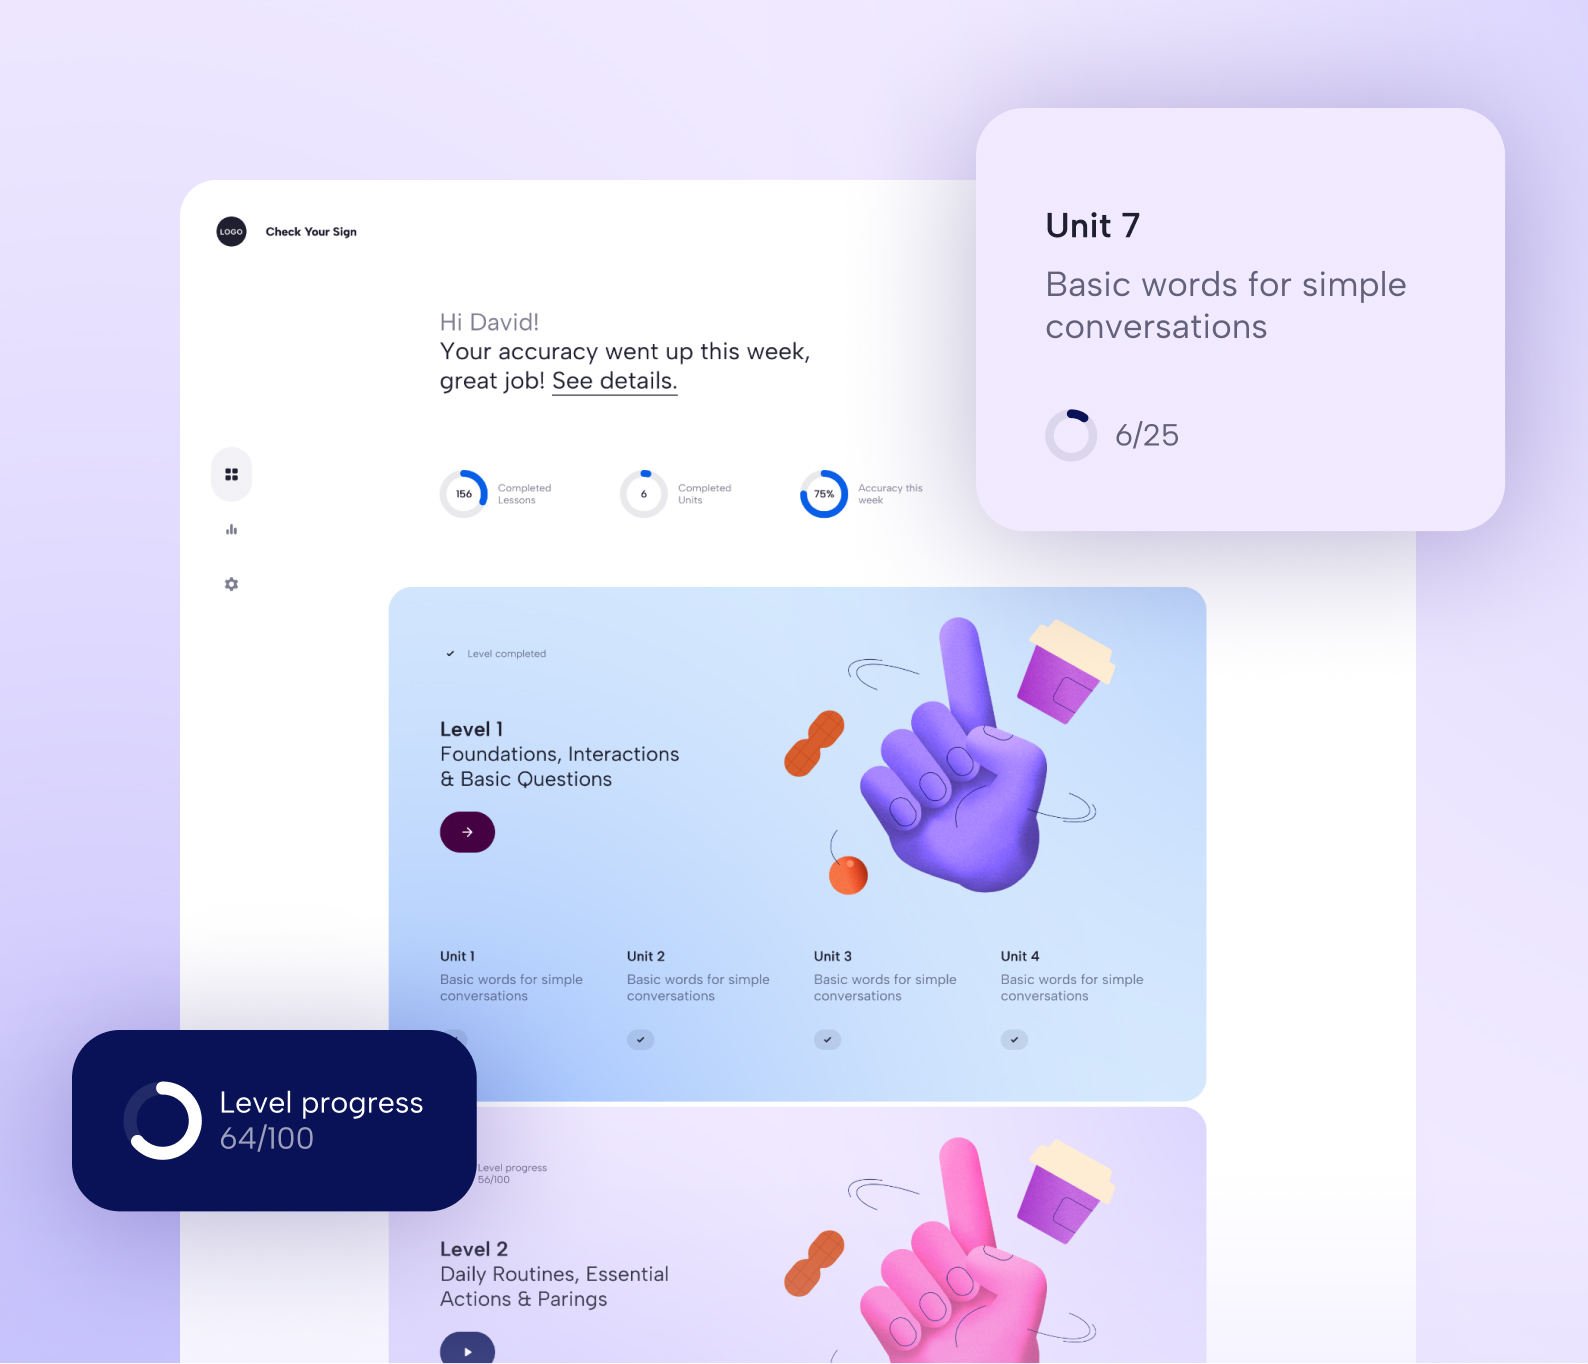 LOGO
Check Your Sign
Hi David!
Your accuracy went up this week,
great job! See details.
156
Completed
Lessons
6
Completed
Units
75%
Accuracy this
week
Unit 7
Basic words for simple
conversations
6/25
Level completed
Level 1
Foundations, Interactions
& Basic Questions
Unit 1
Basic words for simple
conversations
Unit 2
Basic words for simple
conversations
Unit 3
Basic words for simple
conversations
Unit 4
Basic words for simple
conversations
Level progress
64/100
Level progress
56/100
Level 2
Daily Routines, Essential
Actions & Parings